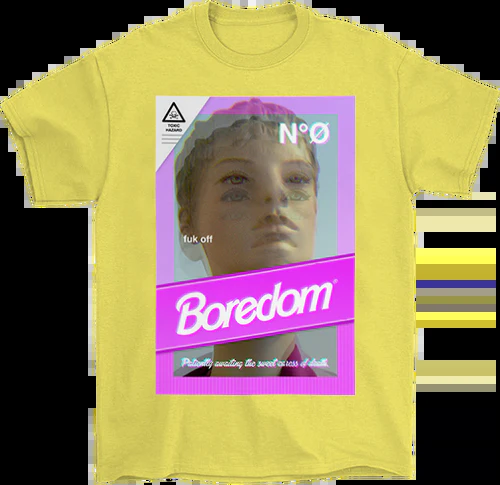 TOXIC
HAZARD
N°Ø
fuk off
Boredom®
Patiently awaiting the sweet caress of death.